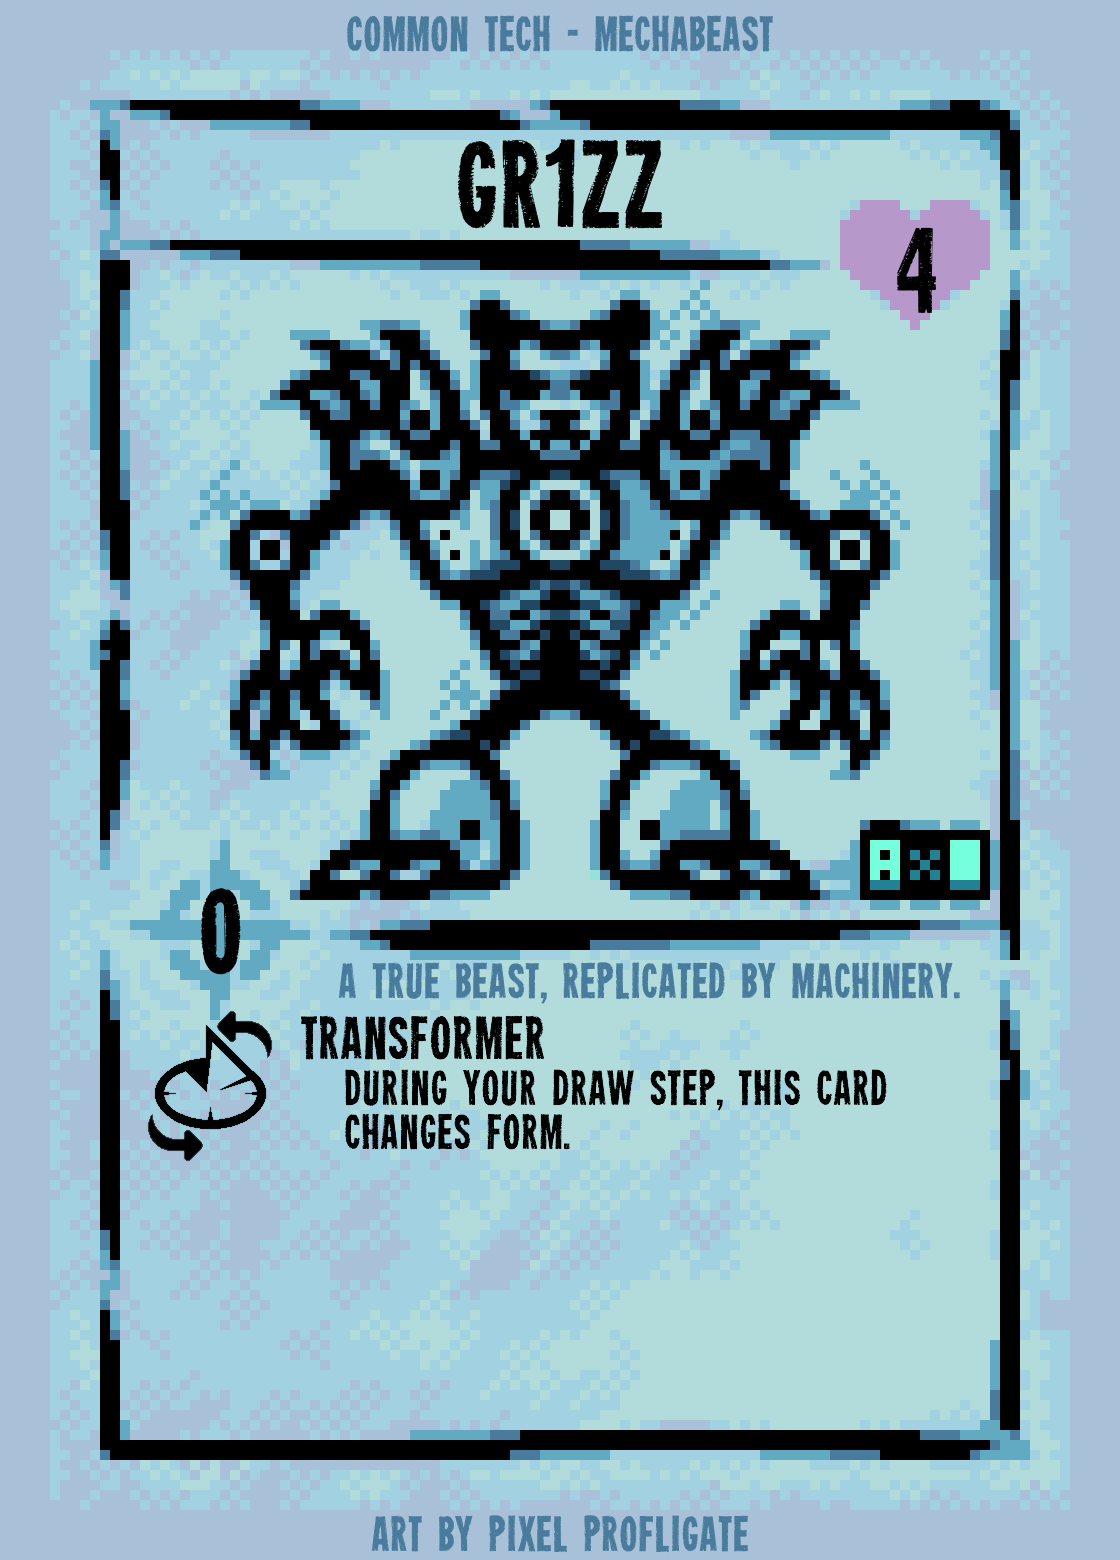 COMMON TECH - MECHABEAST
GR1ZZ
4
0
A TRUE BEAST, REPLICATED BY MACHINERY.
TRANSFORMER
DURING YOUR DRAW STEP, THIS CARD
CHANGES FORM.
ART BY PIXEL PROFLIGATE